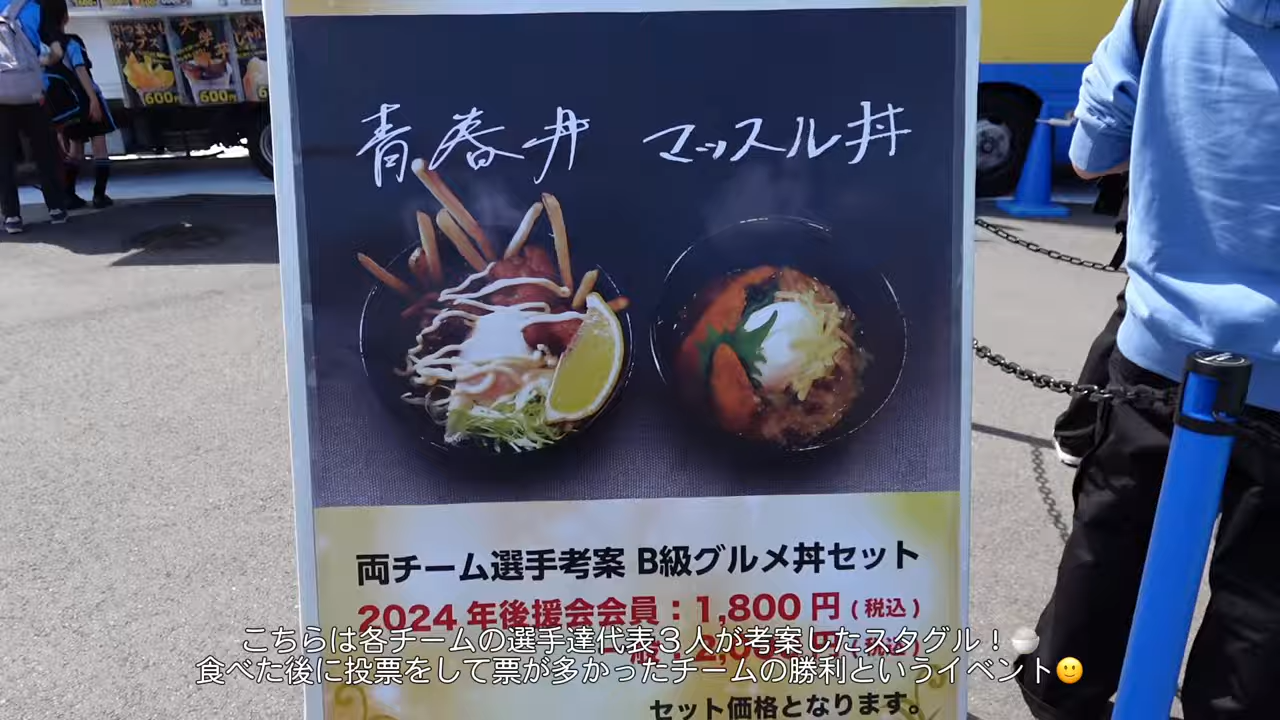 600
600
青春丼
マッスル丼
両チーム選手考案 B級グルメ丼セット
2024年後援会会員：1,800円(税込)
こちらは各チームの選手達代表３人が考案したスタグル！🍚
食べた後に投票をして票が多かったチームの勝利というイベント🙂
セット価格となります。